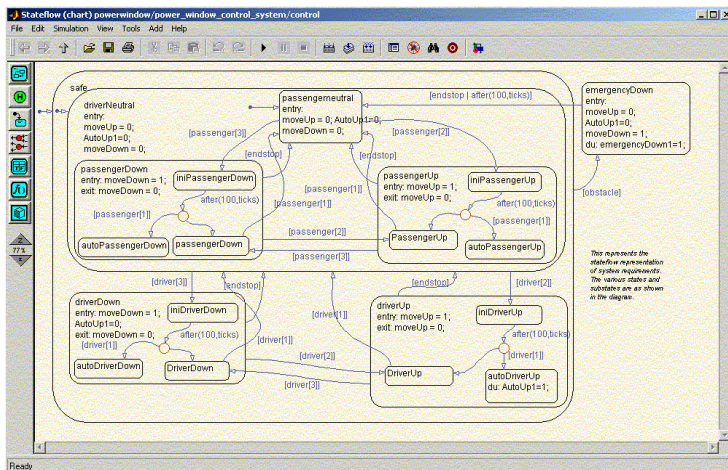 Stateflow (chart) powerwindow/power_window_control_system/control
File Edit Simulation View Tools Add Help
safe
driverNeutral
entry:
moveUp = 0;
AutoUp1=0;
moveDown = 0;
passengerneutral
entry:
moveUp = 0; AutoUp1=0;
moveDown = 0;
[endstop | after(100,ticks)]
emergencyDown
entry:
moveUp = 0;
AutoUp1=0;
moveDown = 1;
du: emergencyDown1=1;
[passenger[3]]
[passenger[2]]
[endstop]
[endstop]
passengerDown
entry: moveDown = 1;
exit: moveDown = 0;
iniPassengerDown
after(100,ticks)
[passenger[1]]
[passenger[1]]
autoPassengerDown
passengerDown
passengerUp
entry: moveUp = 1;
exit: moveUp = 0;
iniPassengerUp
after(100,ticks)
[passenger[1]]
[passenger[1]]
PassengerUp
autoPassengerUp
[passenger[2]]
[passenger[3]]
[obstacle]
77%
This represents the
stateflow representation
of system requirements.
The various states and
substates are as shown
in the diagram.
[driver[3]]
[endstop]
[endstop]
[driver[2]]
driverDown
entry: moveDown = 1;
AutoUp1=0;
exit: moveDown = 0;
iniDriverDown
after(100,ticks)
[driver[1]]
[driver[1]]
autoDriverDown
DriverDown
[driver[1]]
driverUp
entry: moveUp = 1;
exit: moveUp = 0;
iniDriverUp
after(100,ticks)
[driver[1]]
DriverUp
autoDriverUp
du: AutoUp1=1;
[driver[2]]
[driver[3]]
Ready